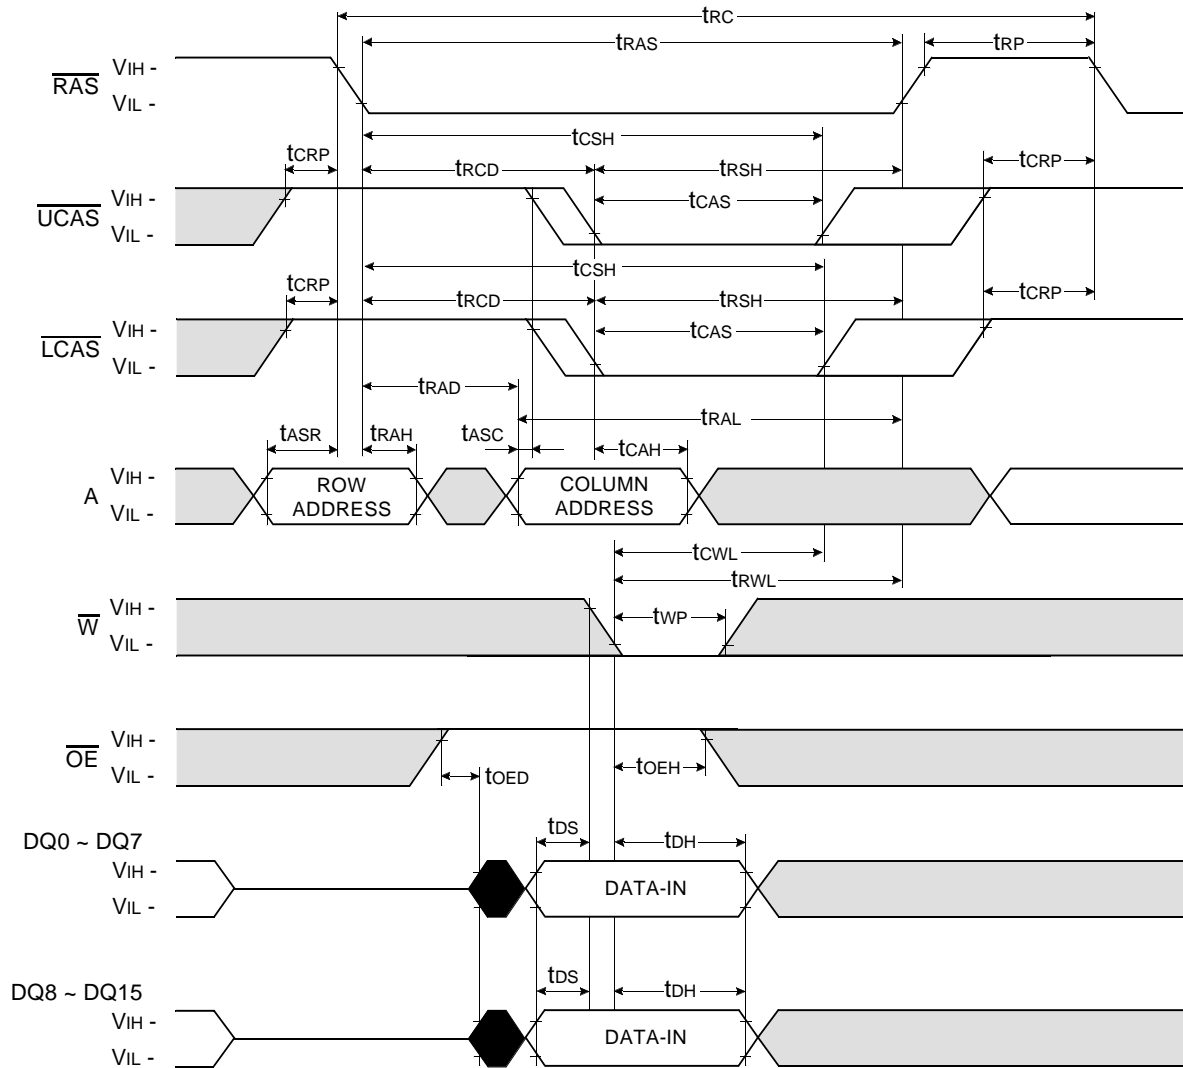 tRC
tRAS
tRP
RAS
VIH -
VIL -
tCSH
tCRP
tRCD
tRSH
tCRP
UCAS
VIH -
VIL -
tCAS
tCSH
tCRP
tRCD
tRSH
tCRP
LCAS
VIH -
VIL -
tCAS
tRAD
tRAL
tASR
tRAH
tASC
tCAH
A
VIH -
VIL -
ROW
ADDRESS
COLUMN
ADDRESS
tCWL
tRWL
W
VIH -
VIL -
tWP
OE
VIH -
VIL -
tOED
tOEH
DQ0 ~ DQ7
VIH -
VIL -
tDS
tDH
DATA-IN
DQ8 ~ DQ15
VIH -
VIL -
tDS
tDH
DATA-IN